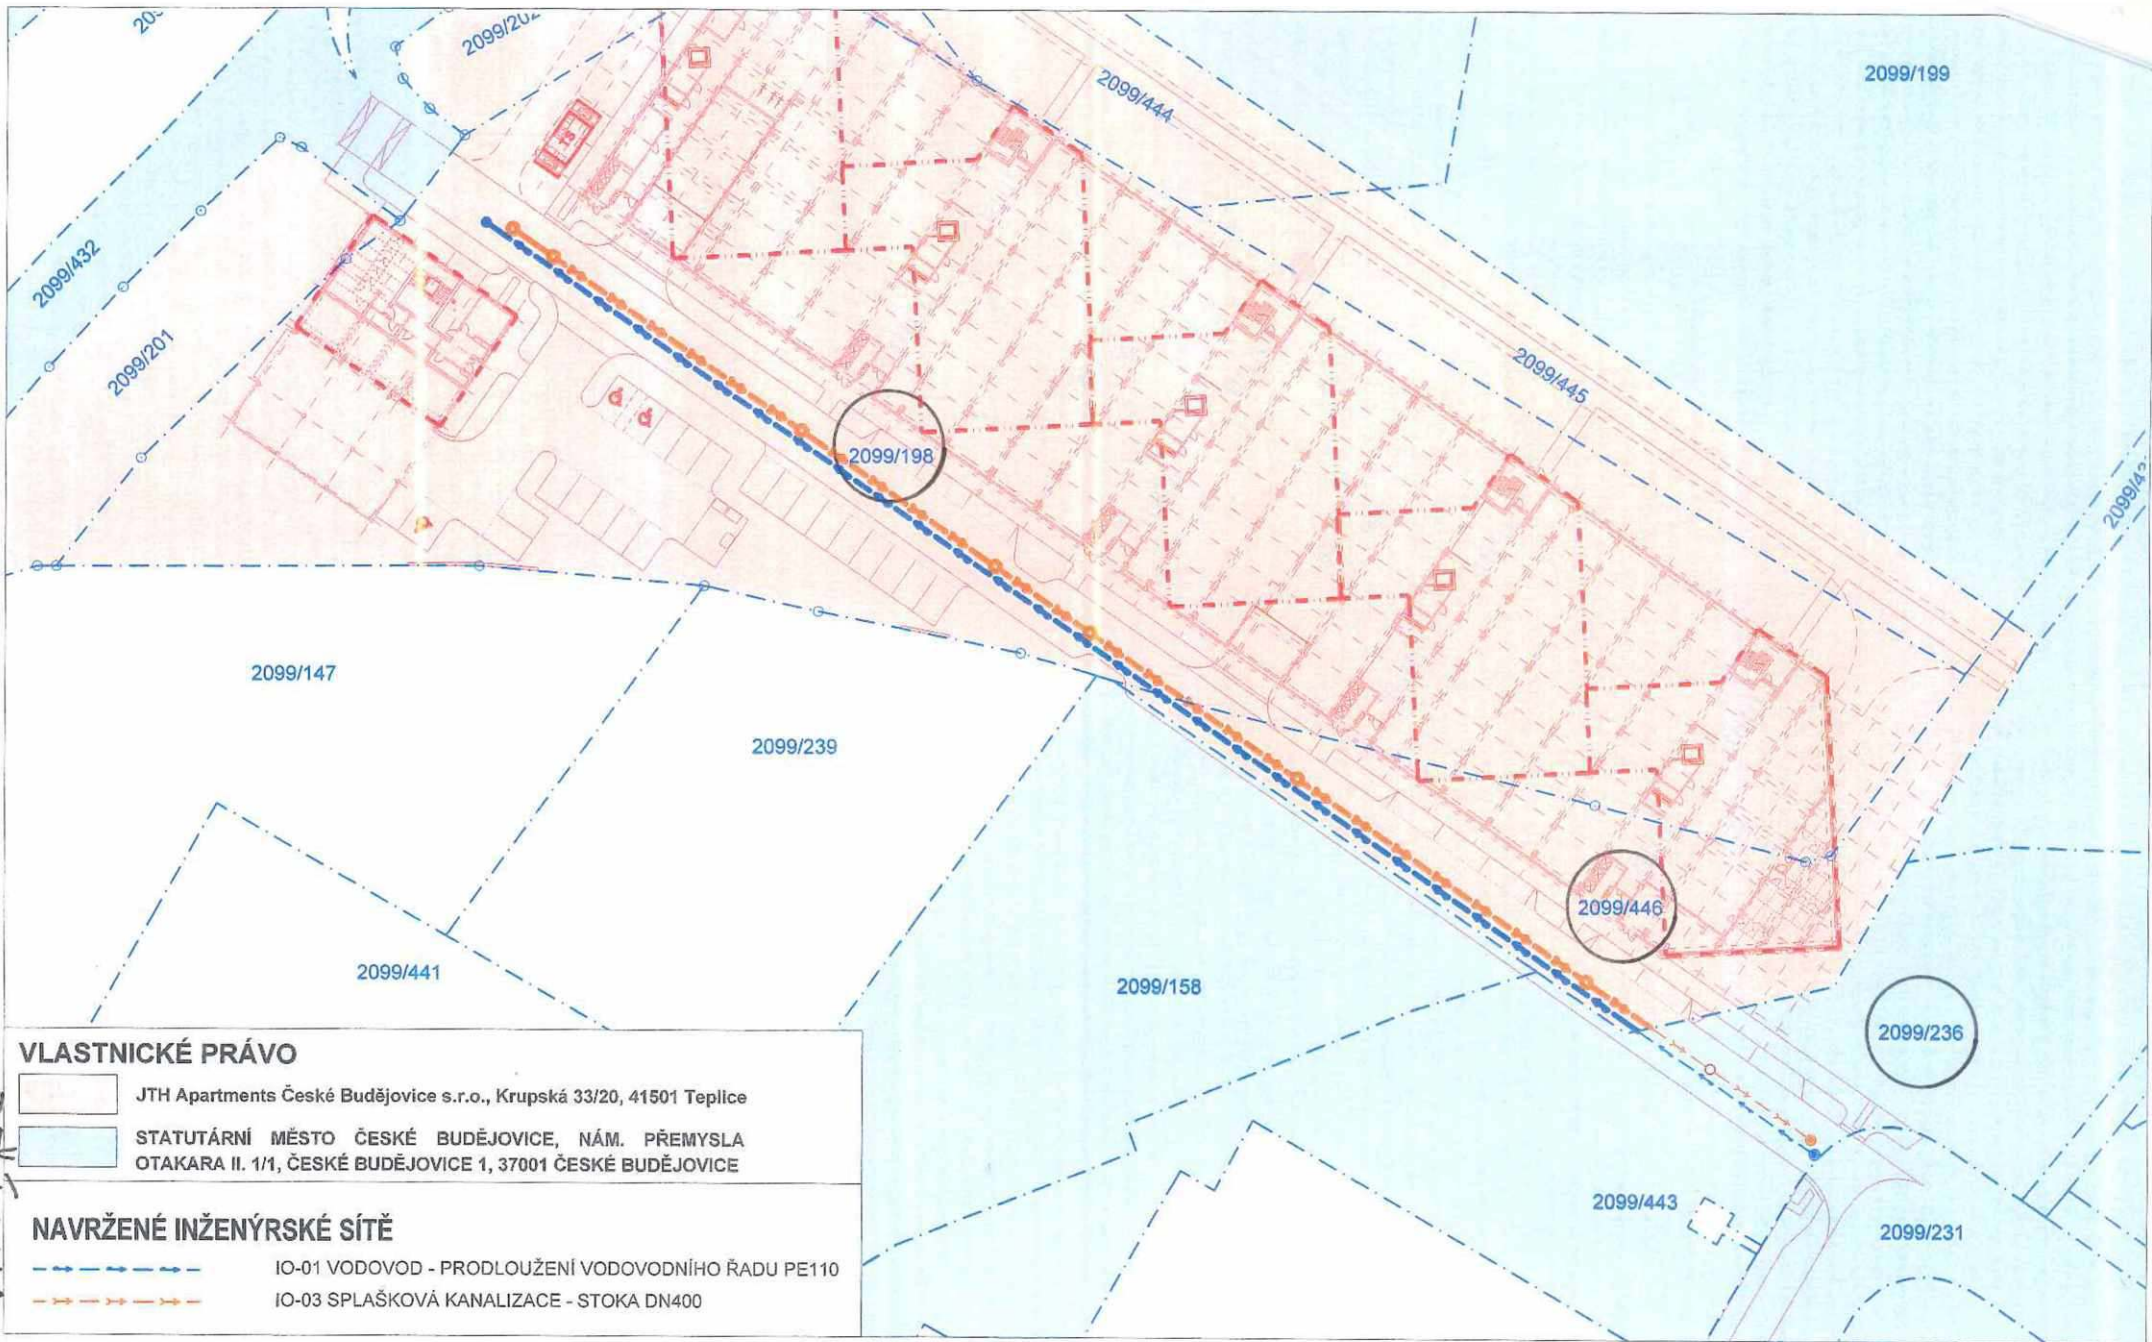 2099/202
2099/199
2099/444
2099/432
2099/201
TS
2099/445
2099/198
2099/147
2099/239
2099/446
2099/441
2099/158
2099/236
2099/443
2099/231
VLASTNICKÉ PRÁVO
JTH Apartments České Budějovice s.r.o., Krupská 33/20, 41501 Teplice
STATUTÁRNÍ MĚSTO ČESKÉ BUDĚJOVICE, NÁM. PŘEMYSLA
OTAKARA II. 1/1, ČESKÉ BUDĚJOVICE 1, 37001 ČESKÉ BUDĚJOVICE
NAVRŽENÉ INŽENÝRSKÉ SÍTĚ
IO-01 VODOVOD - PRODLOUŽENÍ VODOVODNÍHO ŘADU PE110
IO-03 SPLAŠKOVÁ KANALIZACE - STOKA DN400